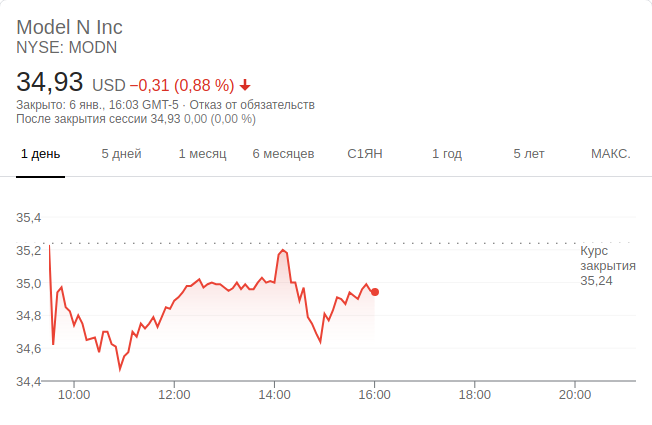 Model N Inc
NYSE: MODN
34,93 USD −0,31 (0,88 %)
Закрыто: 6 янв., 16:03 GMT-5 · Отказ от обязательств
После закрытия сессии 34,93 0,00 (0,00 %)
1 день 5 дней 1 месяц 6 месяцев С1ЯН 1 год 5 лет МАКС.
35,4
35,2
35,0
34,8
34,6
34,4
Курс
закрытия
35,24
10:00 12:00 14:00 16:00 18:00 20:00